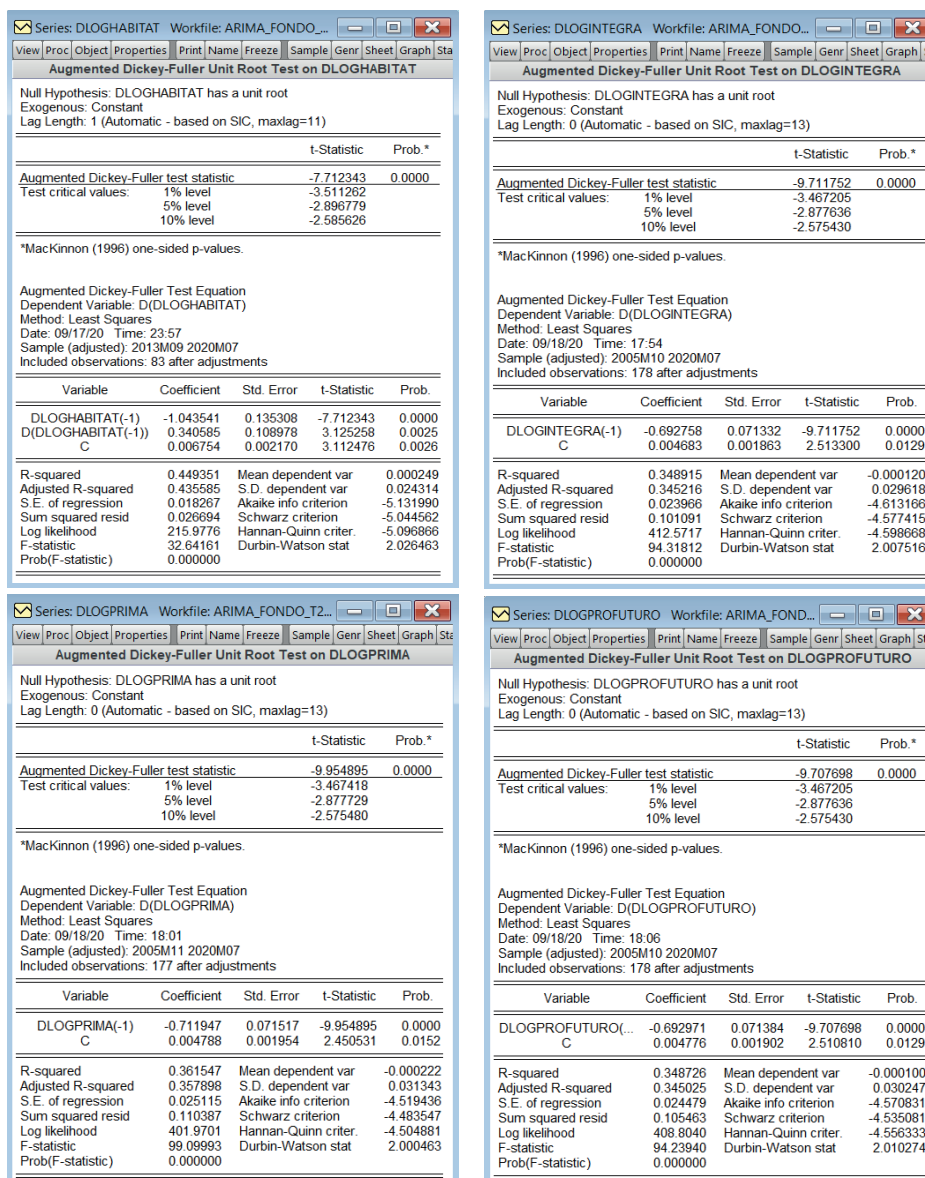 Series: DLOGHABITAT Workfile: ARIMA_FONDO_...
View Proc Object Properties Print Name Freeze Sample Genr Sheet Graph Sta
Augmented Dickey-Fuller Unit Root Test on DLOGHABITAT
Null Hypothesis: DLOGHABITAT has a unit root
Exogenous: Constant
Lag Length: 1 (Automatic - based on SIC, maxlag=11)
t-Statistic Prob.*
Augmented Dickey-Fuller test statistic -7.712343 0.0000
Test critical values: 1% level -3.511262
5% level -2.896779
10% level -2.585626
*MacKinnon (1996) one-sided p-values.
Augmented Dickey-Fuller Test Equation
Dependent Variable: D(DLOGHABITAT)
Method: Least Squares
Date: 09/17/20 Time: 23:57
Sample (adjusted): 2013M09 2020M07
Included observations: 83 after adjustments
Variable Coefficient Std. Error t-Statistic Prob.
DLOGHABITAT(-1) -1.043541 0.135308 -7.712343 0.0000
D(DLOGHABITAT(-1)) 0.340585 0.108978 3.125258 0.0025
C 0.006754 0.002170 3.112476 0.0026
R-squared 0.449351 Mean dependent var 0.000249
Adjusted R-squared 0.435585 S.D. dependent var 0.024314
S.E. of regression 0.018267 Akaike info criterion -5.131990
Sum squared resid 0.026694 Schwarz criterion -5.044562
Log likelihood 215.9776 Hannan-Quinn criter. -5.096866
F-statistic 32.64161 Durbin-Watson stat 2.026463
Prob(F-statistic) 0.000000
Series: DLOGINTEGRA Workfile: ARIMA_FONDO...
View Proc Object Properties Print Name Freeze Sample Genr Sheet Graph
Augmented Dickey-Fuller Unit Root Test on DLOGINTEGRA
Null Hypothesis: DLOGINTEGRA has a unit root
Exogenous: Constant
Lag Length: 0 (Automatic - based on SIC, maxlag=13)
t-Statistic Prob.*
Augmented Dickey-Fuller test statistic -9.711752 0.0000
Test critical values: 1% level -3.467205
5% level -2.877636
10% level -2.575430
*MacKinnon (1996) one-sided p-values.
Augmented Dickey-Fuller Test Equation
Dependent Variable: D(DLOGINTEGRA)
Method: Least Squares
Date: 09/18/20 Time: 17:54
Sample (adjusted): 2005M10 2020M07
Included observations: 178 after adjustments
Variable Coefficient Std. Error t-Statistic Prob.
DLOGINTEGRA(-1) -0.692758 0.071332 -9.711752 0.0000
C 0.004683 0.001863 2.513300 0.0129
R-squared 0.348915 Mean dependent var -0.000120
Adjusted R-squared 0.345216 S.D. dependent var 0.029618
S.E. of regression 0.023966 Akaike info criterion -4.613166
Sum squared resid 0.101091 Schwarz criterion -4.577415
Log likelihood 412.5717 Hannan-Quinn criter. -4.598668
F-statistic 94.31812 Durbin-Watson stat 2.007516
Prob(F-statistic) 0.000000
Series: DLOGPRIMA Workfile: ARIMA_FONDO_T2...
View Proc Object Properties Print Name Freeze Sample Genr Sheet Graph Sta
Augmented Dickey-Fuller Unit Root Test on DLOGPRIMA
Null Hypothesis: DLOGPRIMA has a unit root
Exogenous: Constant
Lag Length: 0 (Automatic - based on SIC, maxlag=13)
t-Statistic Prob.*
Augmented Dickey-Fuller test statistic -9.954895 0.0000
Test critical values: 1% level -3.467418
5% level -2.877729
10% level -2.575480
*MacKinnon (1996) one-sided p-values.
Augmented Dickey-Fuller Test Equation
Dependent Variable: D(DLOGPRIMA)
Method: Least Squares
Date: 09/18/20 Time: 18:01
Sample (adjusted): 2005M11 2020M07
Included observations: 177 after adjustments
Variable Coefficient Std. Error t-Statistic Prob.
DLOGPRIMA(-1) -0.711947 0.071517 -9.954895 0.0000
C 0.004788 0.001954 2.450531 0.0152
R-squared 0.361547 Mean dependent var -0.000222
Adjusted R-squared 0.357898 S.D. dependent var 0.031343
S.E. of regression 0.025115 Akaike info criterion -4.519436
Sum squared resid 0.110387 Schwarz criterion -4.483547
Log likelihood 401.9701 Hannan-Quinn criter. -4.504881
F-statistic 99.09993 Durbin-Watson stat 2.000463
Prob(F-statistic) 0.000000
Series: DLOGPROFUTURO Workfile: ARIMA_FOND...
View Proc Object Properties Print Name Freeze Sample Genr Sheet Graph St
Augmented Dickey-Fuller Unit Root Test on DLOGPROFUTURO
Null Hypothesis: DLOGPROFUTURO has a unit root
Exogenous: Constant
Lag Length: 0 (Automatic - based on SIC, maxlag=13)
t-Statistic Prob.*
Augmented Dickey-Fuller test statistic -9.707698 0.0000
Test critical values: 1% level -3.467205
5% level -2.877636
10% level -2.575430
*MacKinnon (1996) one-sided p-values.
Augmented Dickey-Fuller Test Equation
Dependent Variable: D(DLOGPROFUTURO)
Method: Least Squares
Date: 09/18/20 Time: 18:06
Sample (adjusted): 2005M10 2020M07
Included observations: 178 after adjustments
Variable Coefficient Std. Error t-Statistic Prob.
DLOGPROFUTURO(... -0.692971 0.071384 -9.707698 0.0000
C 0.004776 0.001902 2.510810 0.0129
R-squared 0.348726 Mean dependent var -0.000100
Adjusted R-squared 0.345025 S.D. dependent var 0.030247
S.E. of regression 0.024479 Akaike info criterion -4.570831
Sum squared resid 0.105463 Schwarz criterion -4.535081
Log likelihood 408.8040 Hannan-Quinn criter. -4.556333
F-statistic 94.23940 Durbin-Watson stat 2.010274
Prob(F-statistic) 0.000000